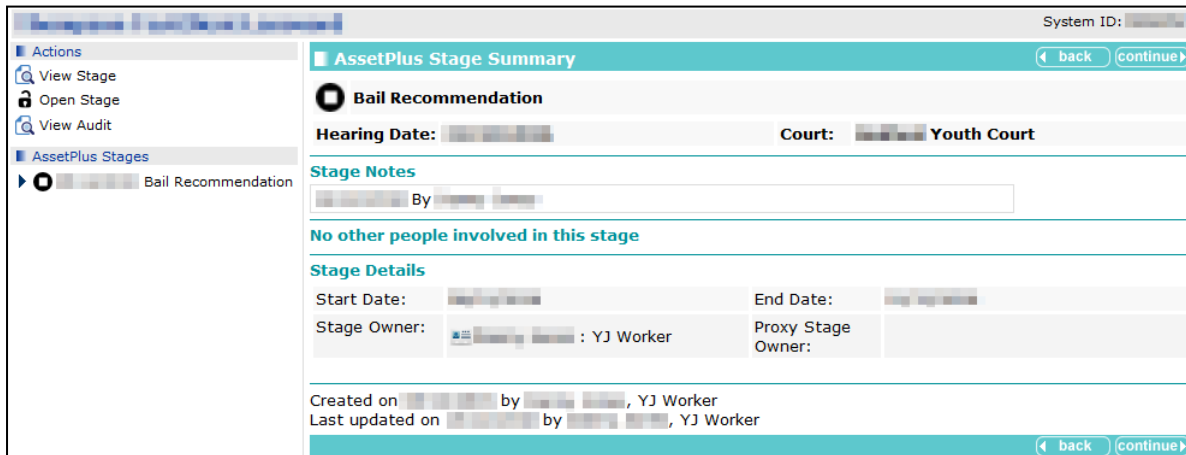 System ID:
Actions
View Stage
Open Stage
View Audit
AssetPlus Stages
Bail Recommendation
AssetPlus Stage Summary
back continue
Bail Recommendation
Hearing Date: Court: Youth Court
Stage Notes
By
No other people involved in this stage
Stage Details
Start Date: End Date:
Stage Owner: : YJ Worker Proxy Stage
Owner:
Created on by , YJ Worker
Last updated on by , YJ Worker
back continue